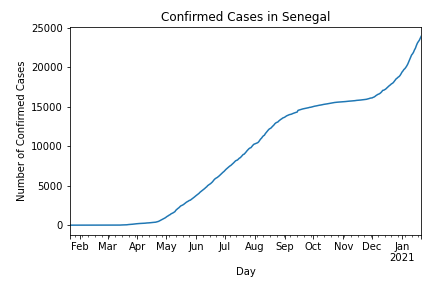 Confirmed Cases in Senegal
25000
20000
15000
10000
5000
0
Number of Confirmed Cases
Feb Mar Apr May Jun Jul Aug Sep Oct Nov Dec Jan
2021
Day